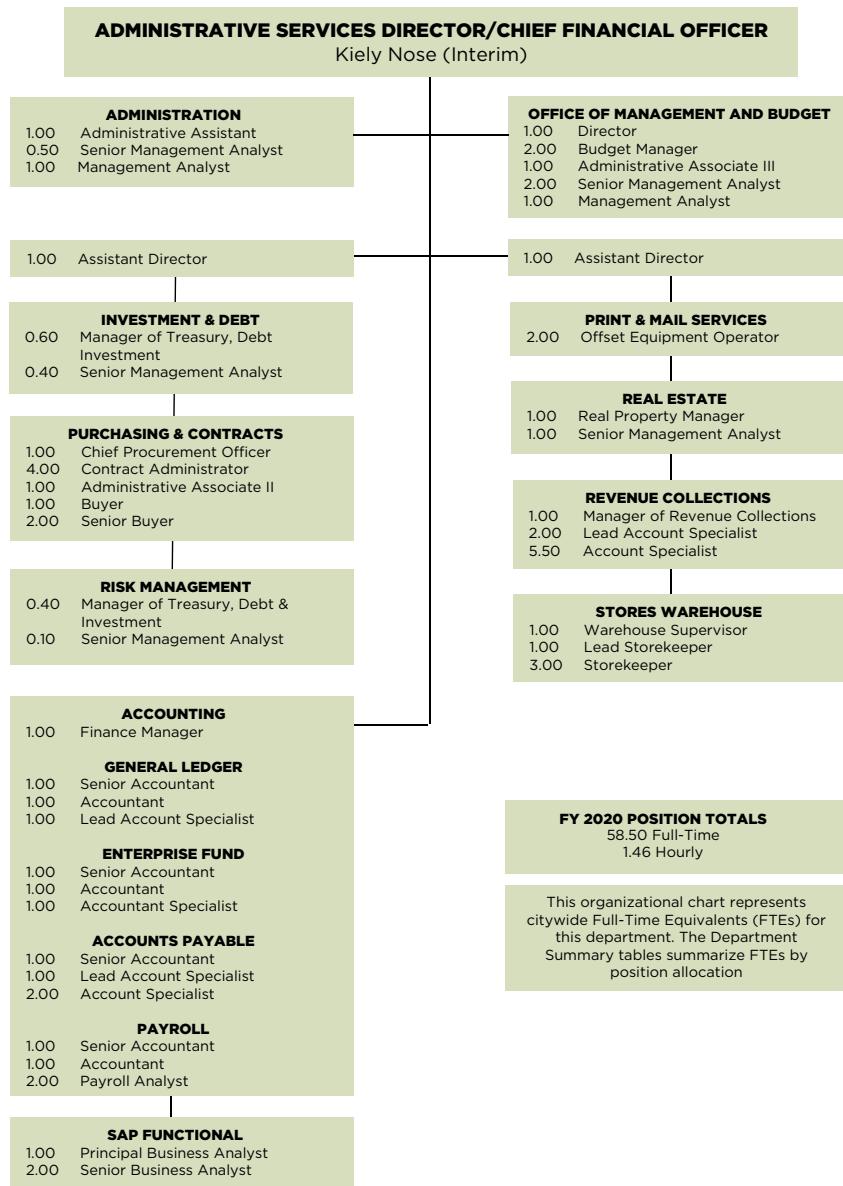 ADMINISTRATIVE SERVICES DIRECTOR/CHIEF FINANCIAL OFFICER
Kiely Nose (Interim)
ADMINISTRATION
1.00 Administrative Assistant
0.50 Senior Management Analyst
1.00 Management Analyst
OFFICE OF MANAGEMENT AND BUDGET
1.00 Director
2.00 Budget Manager
1.00 Administrative Associate III
2.00 Senior Management Analyst
1.00 Management Analyst
1.00 Assistant Director
INVESTMENT & DEBT
0.60 Manager of Treasury, Debt
Investment
0.40 Senior Management Analyst
PURCHASING & CONTRACTS
1.00 Chief Procurement Officer
4.00 Contract Administrator
1.00 Administrative Associate II
1.00 Buyer
2.00 Senior Buyer
RISK MANAGEMENT
0.40 Manager of Treasury, Debt &
Investment
0.10 Senior Management Analyst
1.00 Assistant Director
PRINT & MAIL SERVICES
2.00 Offset Equipment Operator
REAL ESTATE
1.00 Real Property Manager
1.00 Senior Management Analyst
REVENUE COLLECTIONS
1.00 Manager of Revenue Collections
2.00 Lead Account Specialist
5.50 Account Specialist
STORES WAREHOUSE
1.00 Warehouse Supervisor
1.00 Lead Storekeeper
3.00 Storekeeper
ACCOUNTING
1.00 Finance Manager
GENERAL LEDGER
1.00 Senior Accountant
1.00 Accountant
1.00 Lead Account Specialist
ENTERPRISE FUND
1.00 Senior Accountant
1.00 Accountant
1.00 Accountant Specialist
ACCOUNTS PAYABLE
1.00 Senior Accountant
1.00 Lead Account Specialist
2.00 Account Specialist
PAYROLL
1.00 Senior Accountant
1.00 Accountant
2.00 Payroll Analyst
SAP FUNCTIONAL
1.00 Principal Business Analyst
2.00 Senior Business Analyst
FY 2020 POSITION TOTALS
58.50 Full-Time
1.46 Hourly
This organizational chart represents
citywide Full-Time Equivalents (FTEs) for
this department. The Department
Summary tables summarize FTEs by
position allocation